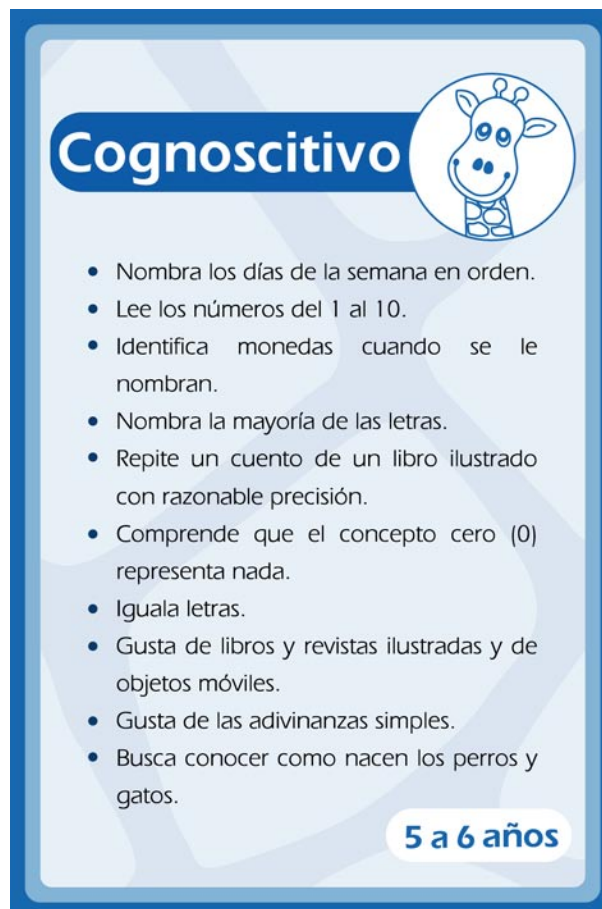 Cognoscitivo
• Nombra los días de la semana en orden.
• Lee los números del 1 al 10.
• Identifica monedas cuando se le
nombran.
• Nombra la mayoría de las letras.
• Repite un cuento de un libro ilustrado
con razonable precisión.
• Comprende que el concepto cero (0)
representa nada.
• Iguala letras.
• Gusta de libros y revistas ilustradas y de
objetos móviles.
• Gusta de las adivinanzas simples.
• Busca conocer como nacen los perros y
gatos.
5 a 6 años